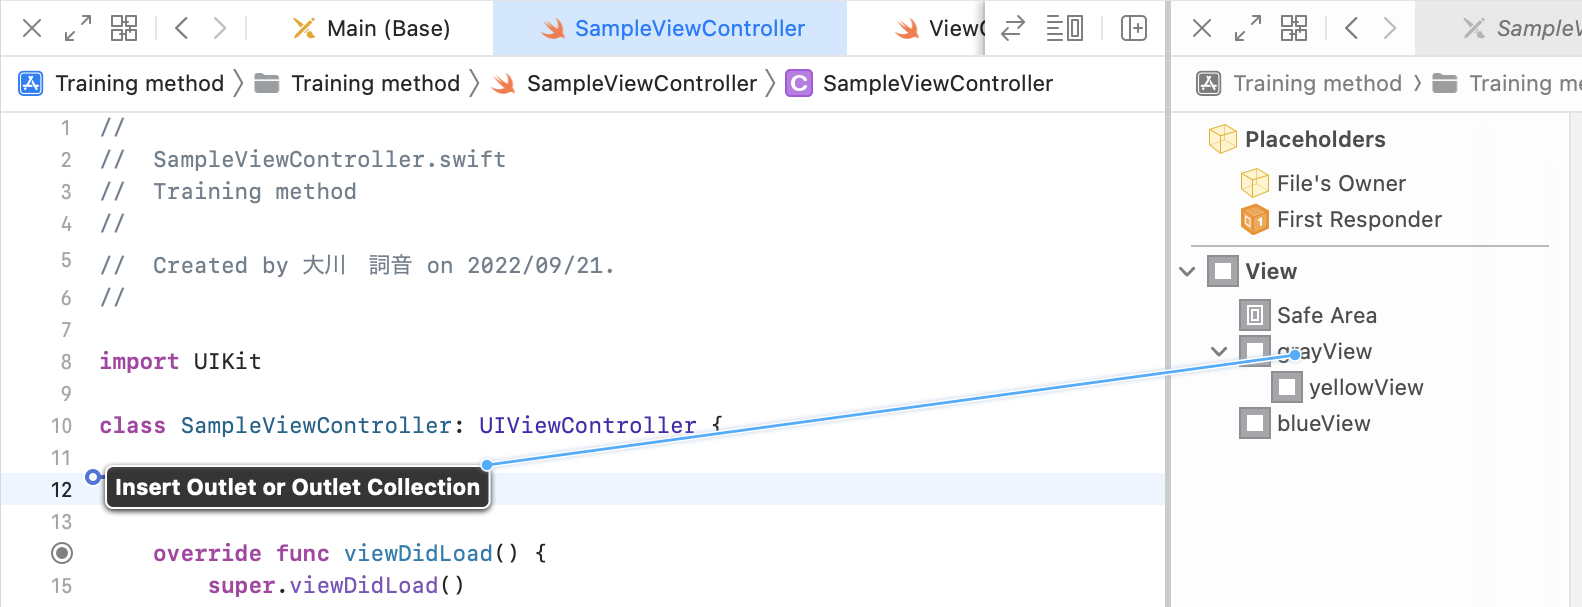 Main (Base)
SampleViewController
View
SampleV
Training method
Training method
SampleViewController
C
SampleViewController
Training method
Training me
1 //
2 //  SampleViewController.swift
3 //  Training method
4 //
5 //  Created by 大川　詞音 on 2022/09/21.
6 //
7
8 import UIKit
9
10 class SampleViewController: UIViewController {
11
12
Insert Outlet or Outlet Collection
13
override func viewDidLoad() {
15 super.viewDidLoad()
Placeholders
File's Owner
First Responder
View
Safe Area
grayView
yellowView
blueView